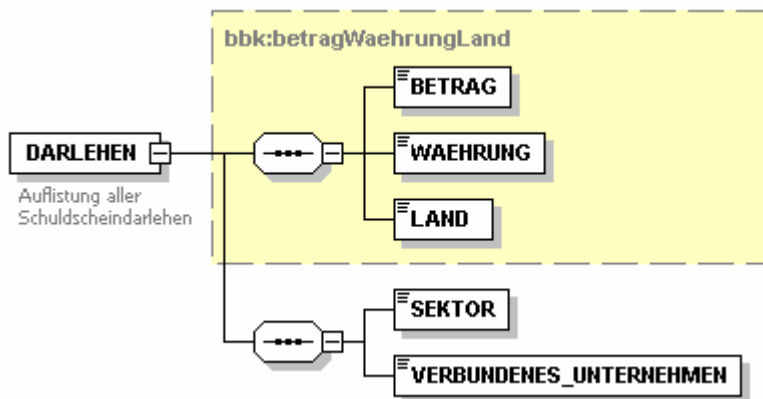 bbk:betragWaehrungLand
BETRAG
DARLEHEN
WAEHRUNG
Auflistung aller
Schuldscheindarlehen
LAND
SEKTOR
VERBUNDENES_UNTERNEHMEN